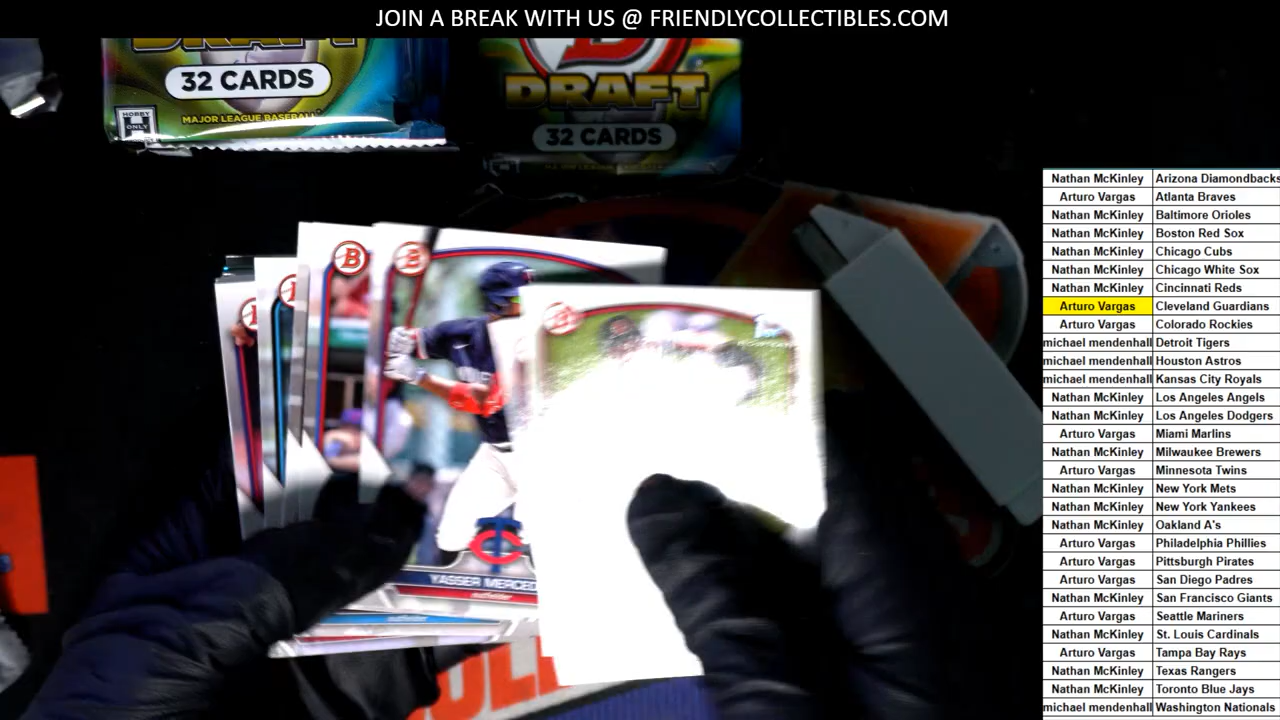 JOIN A BREAK WITH US @ FRIENDLYCOLLECTIBLES.COM
DRAFT
32 CARDS
HOBBY ONLY
MAJOR LEAGUE BASEBALL
DRAFT
32 CARDS
B
B
YASSER MERCED
outfielder
Nathan McKinley Arizona Diamondbacks
Arturo Vargas Atlanta Braves
Nathan McKinley Baltimore Orioles
Nathan McKinley Boston Red Sox
Nathan McKinley Chicago Cubs
Nathan McKinley Chicago White Sox
Nathan McKinley Cincinnati Reds
Arturo Vargas Cleveland Guardians
Arturo Vargas Colorado Rockies
michael mendenhall Detroit Tigers
michael mendenhall Houston Astros
michael mendenhall Kansas City Royals
Nathan McKinley Los Angeles Angels
Nathan McKinley Los Angeles Dodgers
Arturo Vargas Miami Marlins
Nathan McKinley Milwaukee Brewers
Arturo Vargas Minnesota Twins
Nathan McKinley New York Mets
Nathan McKinley New York Yankees
Nathan McKinley Oakland A's
Arturo Vargas Philadelphia Phillies
Arturo Vargas Pittsburgh Pirates
Arturo Vargas San Diego Padres
Nathan McKinley San Francisco Giants
Arturo Vargas Seattle Mariners
Nathan McKinley St. Louis Cardinals
Arturo Vargas Tampa Bay Rays
Nathan McKinley Texas Rangers
Nathan McKinley Toronto Blue Jays
michael mendenhall Washington Nationals